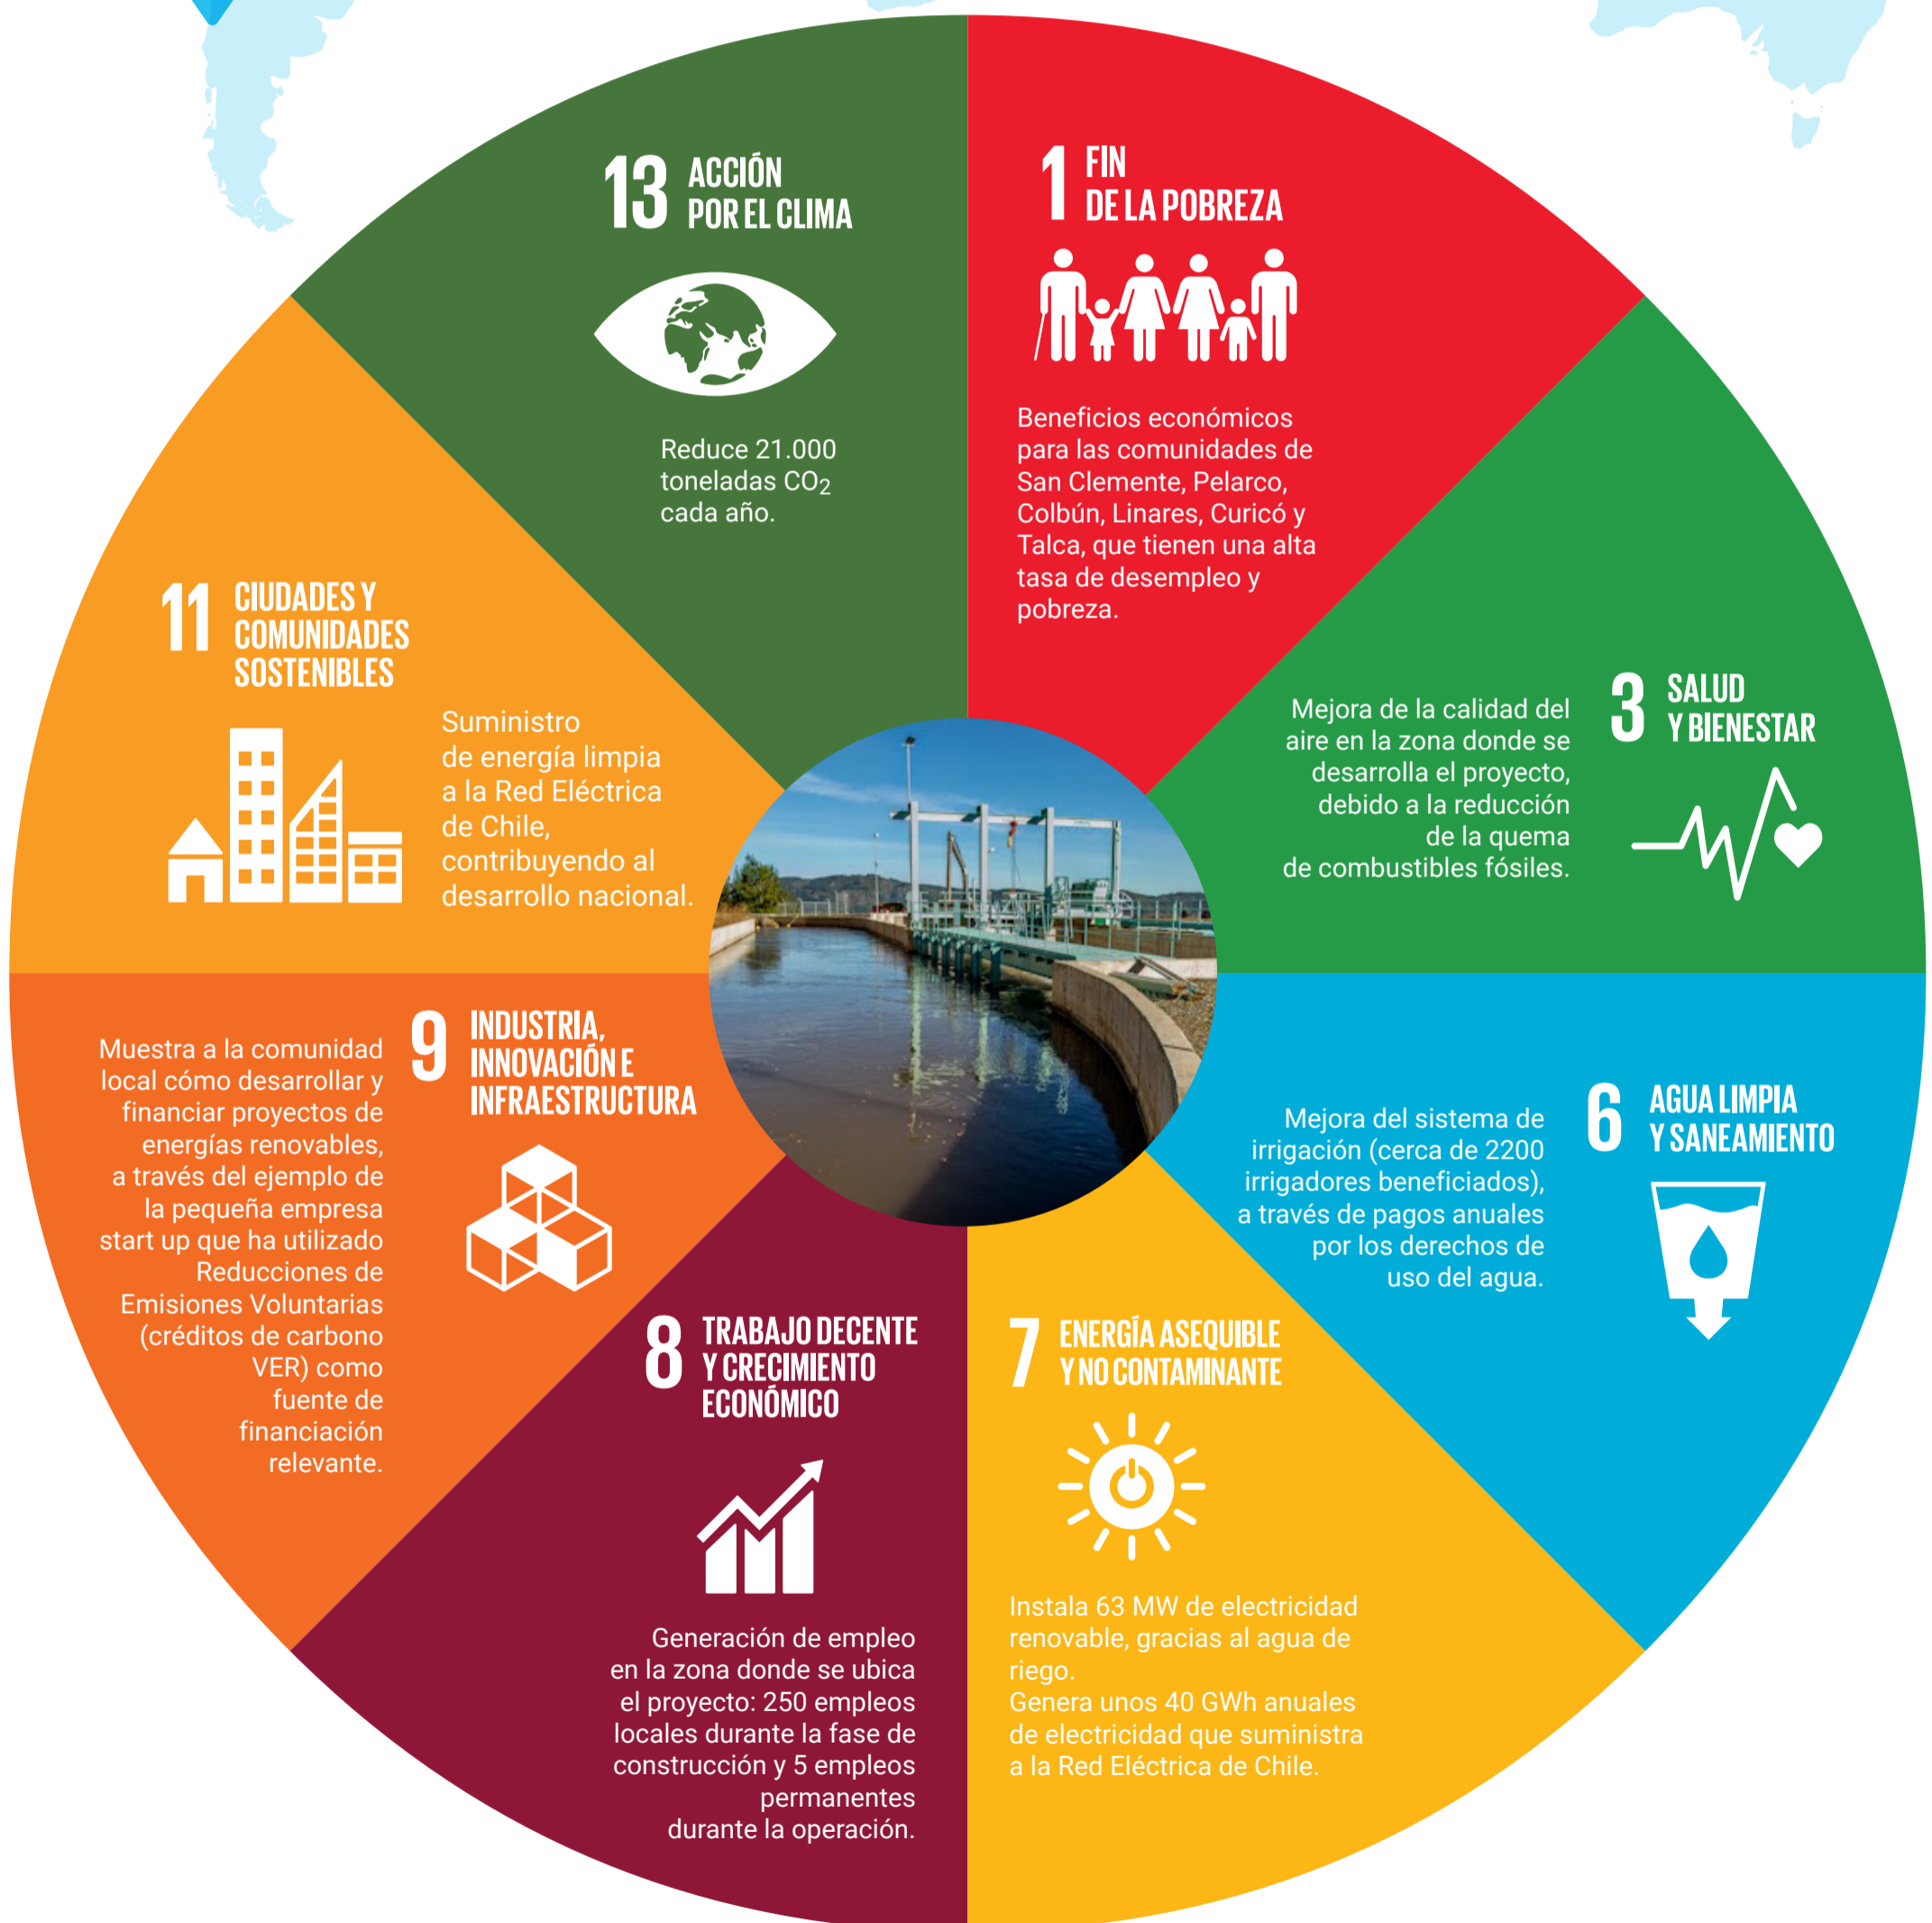 13 ACCIÓN
POR EL CLIMA
Reduce 21.000
toneladas CO₂
cada año.
1 FIN
DE LA POBREZA
Beneficios económicos
para las comunidades de
San Clemente, Pelarco,
Colbún, Linares, Curicó y
Talca, que tienen una alta
tasa de desempleo y
pobreza.
3 SALUD
Y BIENESTAR
Mejora de la calidad del
aire en la zona donde se
desarrolla el proyecto,
debido a la reducción
de la quema
de combustibles fósiles.
6 AGUA LIMPIA
Y SANEAMIENTO
Mejora del sistema de
irrigación (cerca de 2200
irrigadores beneficiados),
a través de pagos anuales
por los derechos de
uso del agua.
7 ENERGÍA ASEQUIBLE
Y NO CONTAMINANTE
Instala 63 MW de electricidad
renovable, gracias al agua de
riego.
Genera unos 40 GWh anuales
de electricidad que suministra
a la Red Eléctrica de Chile.
8 TRABAJO DECENTE
Y CRECIMIENTO
ECONÓMICO
Generación de empleo
en la zona donde se ubica
el proyecto: 250 empleos
locales durante la fase de
construcción y 5 empleos
permanentes
durante la operación.
9 INDUSTRIA,
INNOVACIÓN E
INFRAESTRUCTURA
Muestra a la comunidad
local cómo desarrollar y
financiar proyectos de
energías renovables,
a través del ejemplo de
la pequeña empresa
start up que ha utilizado
Reducciones de
Emisiones Voluntarias
(créditos de carbono
VER) como
fuente de
financiación
relevante.
11 CIUDADES Y
COMUNIDADES
SOSTENIBLES
Suministro
de energía limpia
a la Red Eléctrica
de Chile,
contribuyendo al
desarrollo nacional.